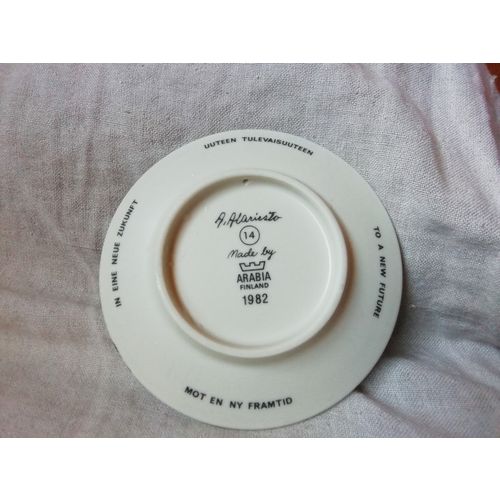 UUTEEN TULEVAISUUTEEN
TO A NEW FUTURE
MOT EN NY FRAMTID
IN EINE NEUE ZUKUNFT
A. Alariesto
14
Made by
ARABIA
FINLAND
1982